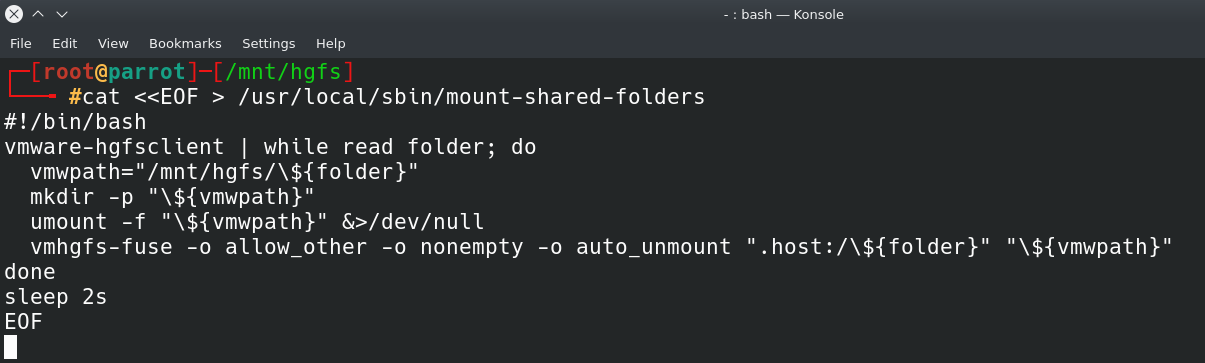 - : bash — Konsole
File Edit View Bookmarks Settings Help
┌─[root@parrot]─[/mnt/hgfs]
└──╼ #cat <<EOF > /usr/local/sbin/mount-shared-folders
#!/bin/bash
vmware-hgfsclient | while read folder; do
  vmwpath="/mnt/hgfs/\${folder}"
  mkdir -p "\${vmwpath}"
  umount -f "\${vmwpath}" &>/dev/null
  vmhgfs-fuse -o allow_other -o nonempty -o auto_unmount ".host:/\${folder}" "\${vmwpath}"
done
sleep 2s
EOF